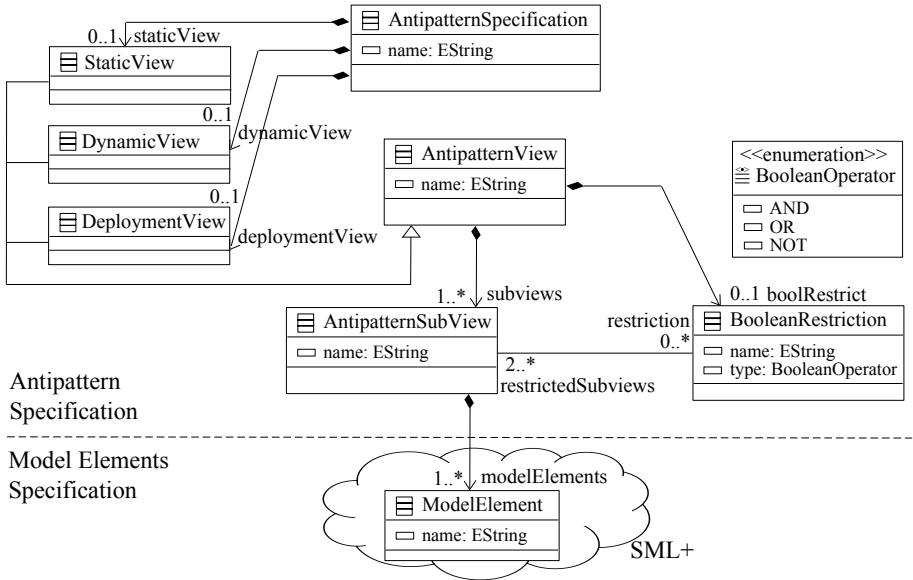 AntipatternSpecification
name: EString
0..1 staticView
StaticView
0..1
dynamicView
DynamicView
0..1
deploymentView
DeploymentView
AntipatternView
name: EString
<<enumeration>>
BooleanOperator
AND
OR
NOT
1..* subviews
0..1 boolRestrict
AntipatternSubView
name: EString
restriction
0..*
BooleanRestriction
name: EString
type: BooleanOperator
2..*
restrictedSubviews
Antipattern
Specification
Model Elements
Specification
1..* modelElements
ModelElement
name: EString
SML+